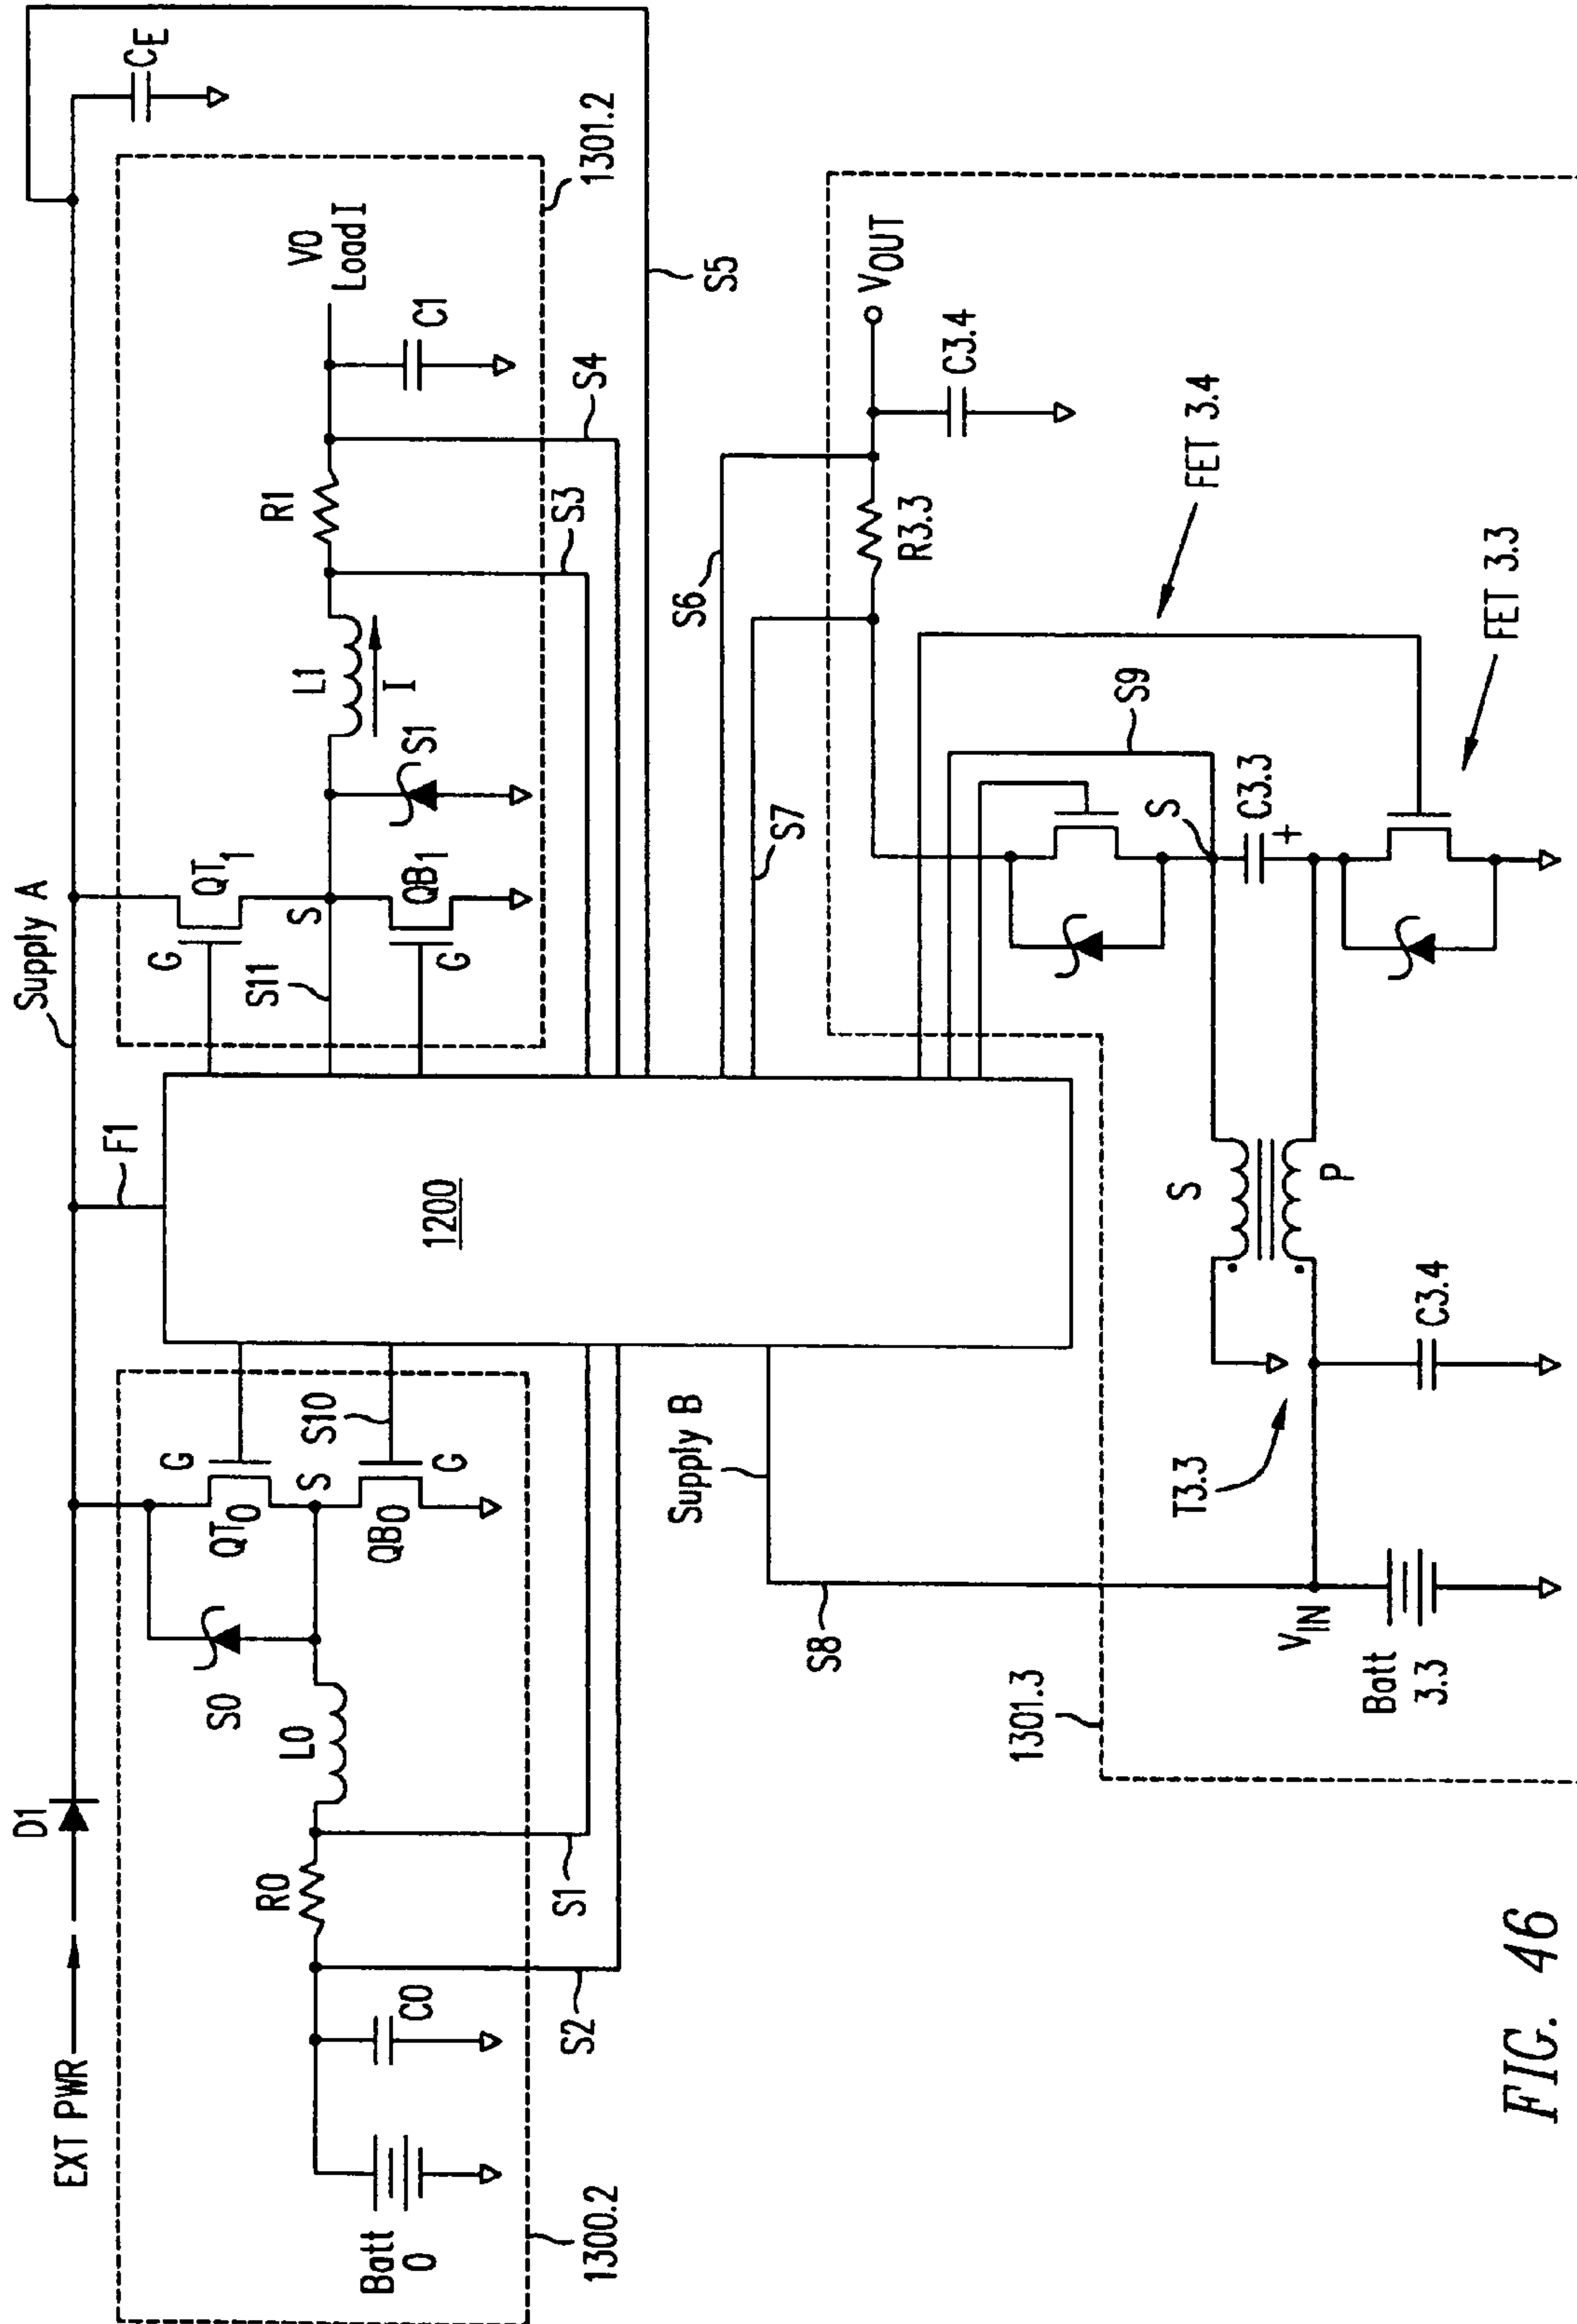 EXT PWR
D1
Supply A
F1
CE
1300.2
Batt
0
C0
R0
L0
S0
QT0
G
S
QB0
G
S10
S1
S2
1200
G
QT1
S11
S
QB1
G
S1
L1
I
R1
V0
Load I
C1
1301.2
S3
S4
S5
Supply B
S8
S6
S7
1301.3
VOUT
R3.3
C3.4
FET 3.4
S9
S
C3.3
+
FET 3.3
S
P
T3.3
VIN
Batt
3.3
C3.4
FIG. 46